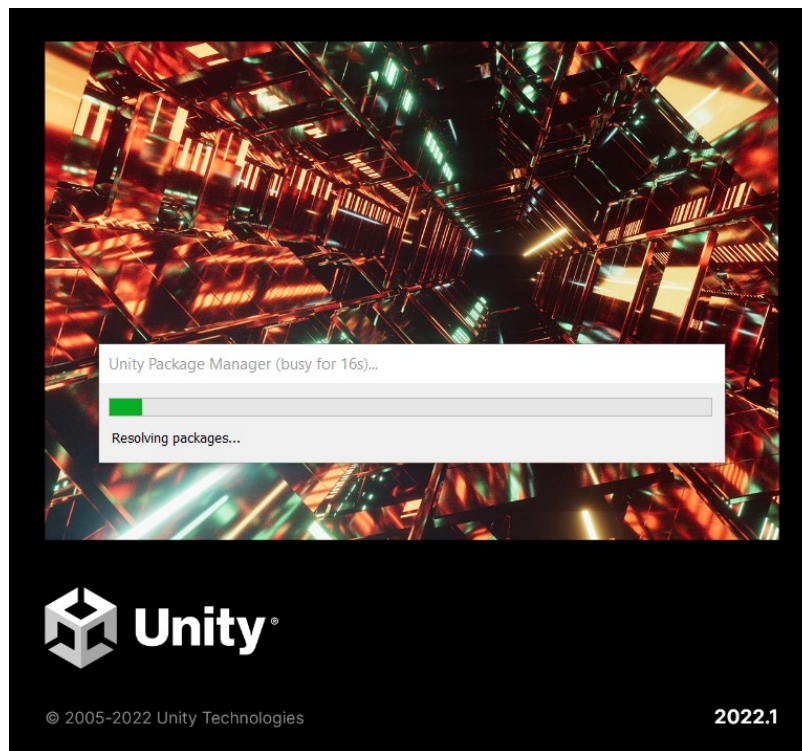 Unity Package Manager (busy for 16s)...
Resolving packages...
Unity®
© 2005-2022 Unity Technologies
2022.1